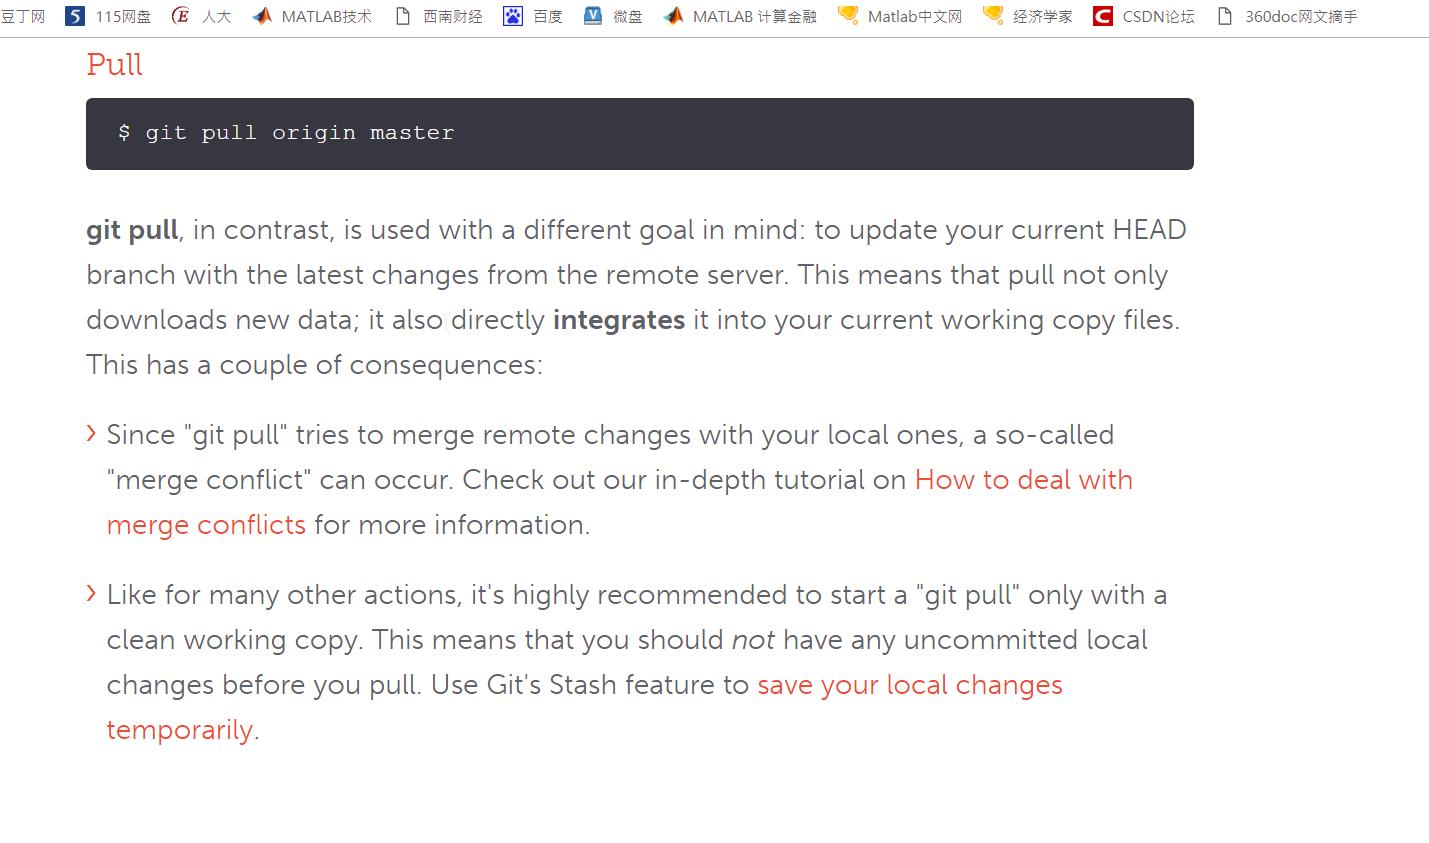 豆丁网 5 115网盘 E 人大 MATLAB技术 西南财经 百度 V 微盘 MATLAB 计算金融 Matlab中文网 经济学家 C CSDN论坛 360doc网文摘手
Pull
$ git pull origin master
git pull, in contrast, is used with a different goal in mind: to update your current HEAD
branch with the latest changes from the remote server. This means that pull not only
downloads new data; it also directly integrates it into your current working copy files.
This has a couple of consequences:
› Since "git pull" tries to merge remote changes with your local ones, a so-called
"merge conflict" can occur. Check out our in-depth tutorial on How to deal with
merge conflicts for more information.
› Like for many other actions, it's highly recommended to start a "git pull" only with a
clean working copy. This means that you should not have any uncommitted local
changes before you pull. Use Git's Stash feature to save your local changes
temporarily.